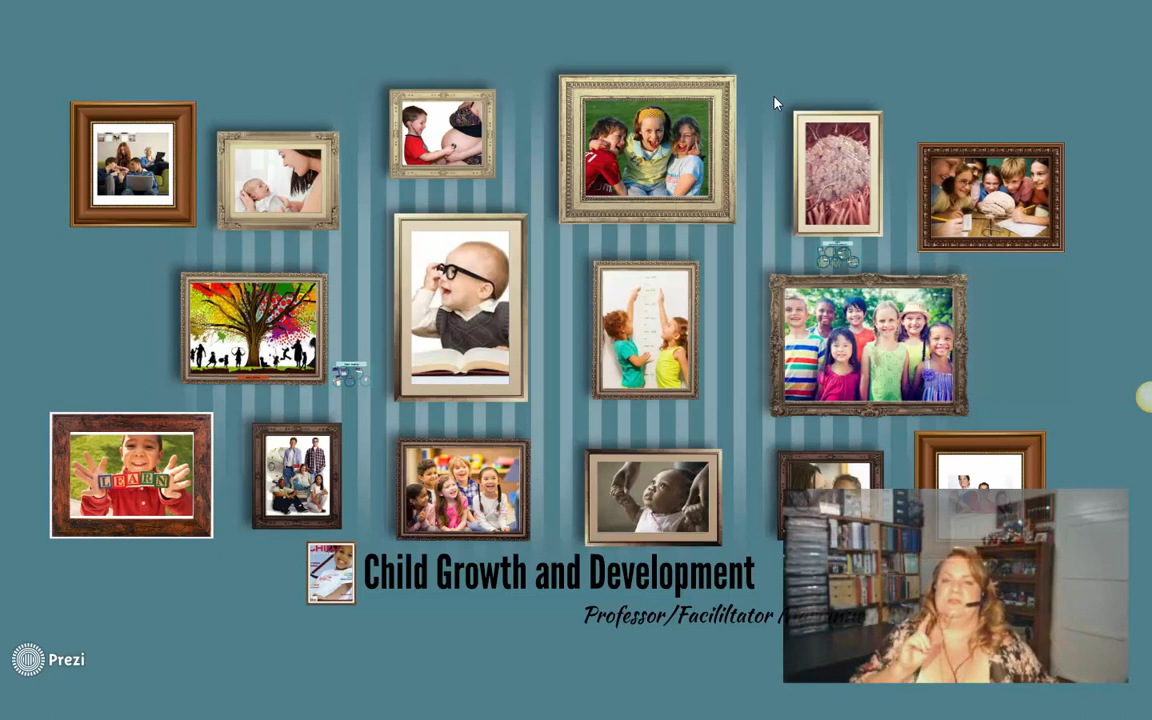 LEARN
Child Growth and Development
Professor/Facililtator
Prezi